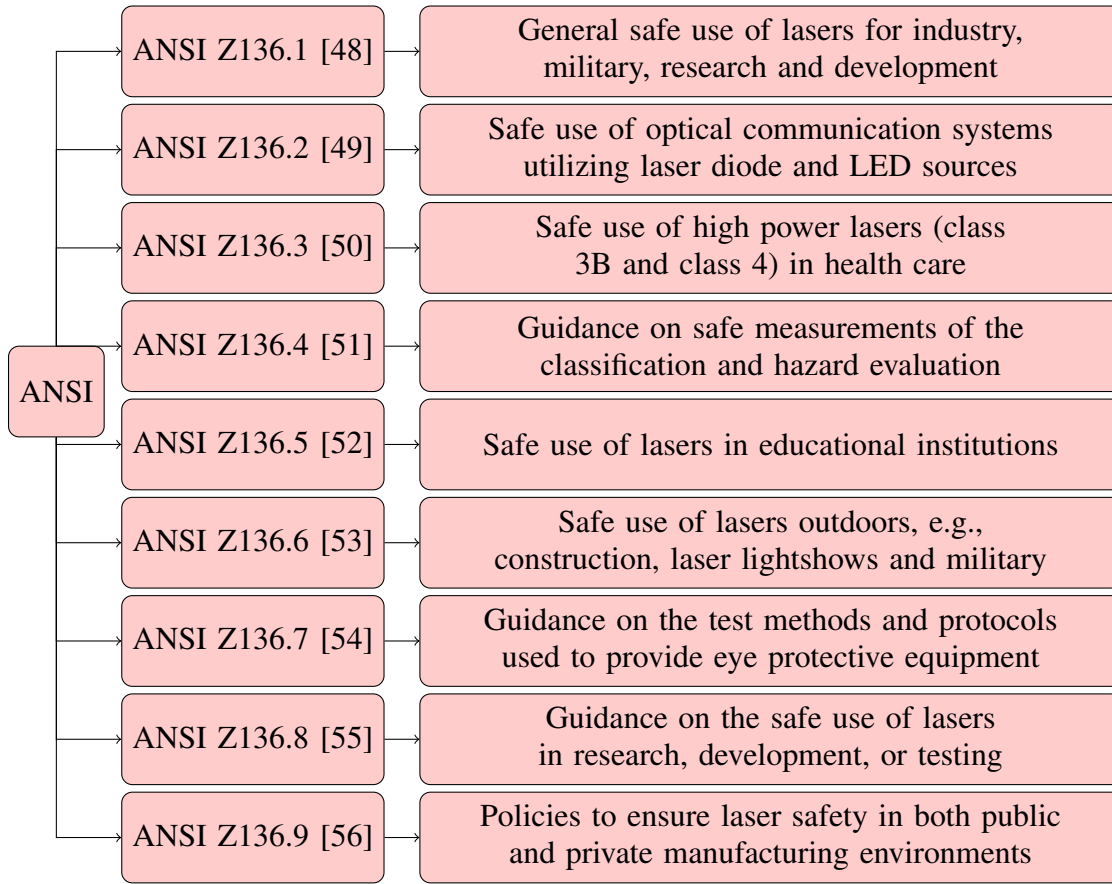 ANSI
ANSI Z136.1 [48]
General safe use of lasers for industry,
military, research and development
ANSI Z136.2 [49]
Safe use of optical communication systems
utilizing laser diode and LED sources
ANSI Z136.3 [50]
Safe use of high power lasers (class
3B and class 4) in health care
ANSI Z136.4 [51]
Guidance on safe measurements of the
classification and hazard evaluation
ANSI Z136.5 [52]
Safe use of lasers in educational institutions
ANSI Z136.6 [53]
Safe use of lasers outdoors, e.g.,
construction, laser lightshows and military
ANSI Z136.7 [54]
Guidance on the test methods and protocols
used to provide eye protective equipment
ANSI Z136.8 [55]
Guidance on the safe use of lasers
in research, development, or testing
ANSI Z136.9 [56]
Policies to ensure laser safety in both public
and private manufacturing environments